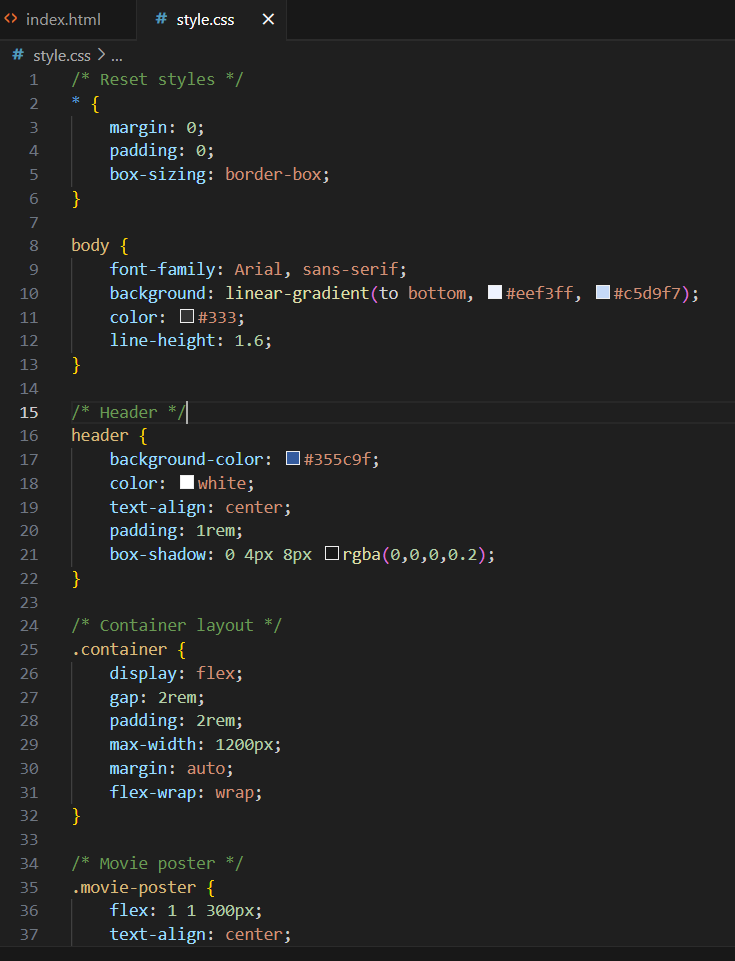 <> index.html # style.css ×
# style.css > ...
1 /* Reset styles */
2 * {
3 margin: 0;
4 padding: 0;
5 box-sizing: border-box;
6 }
7
8 body {
9 font-family: Arial, sans-serif;
10 background: linear-gradient(to bottom, #eef3ff, #c5d9f7);
11 color: #333;
12 line-height: 1.6;
13 }
14
15 /* Header */
16 header {
17 background-color: #355c9f;
18 color: white;
19 text-align: center;
20 padding: 1rem;
21 box-shadow: 0 4px 8px rgba(0,0,0,0.2);
22 }
23
24 /* Container layout */
25 .container {
26 display: flex;
27 gap: 2rem;
28 padding: 2rem;
29 max-width: 1200px;
30 margin: auto;
31 flex-wrap: wrap;
32 }
33
34 /* Movie poster */
35 .movie-poster {
36 flex: 1 1 300px;
37 text-align: center;